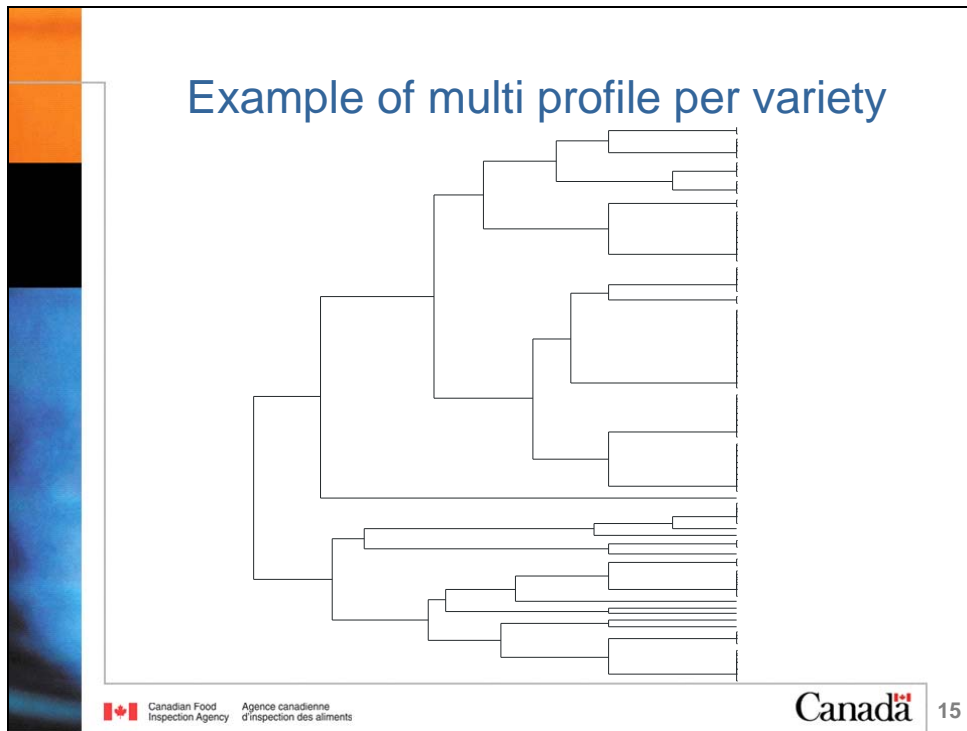 Example of multi profile per variety
Canadian Food Agence canadienne
Inspection Agency d'inspection des aliments
Canada
15